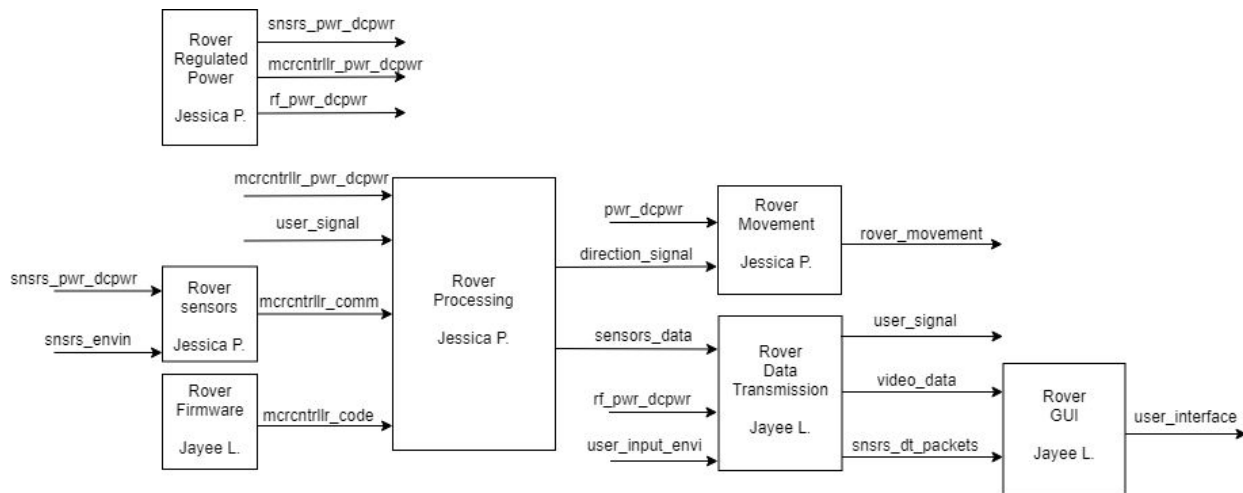 Rover
Regulated
Power
Jessica P.
snsrs_pwr_dcpwr
mcrcntrllr_pwr_dcpwr
rf_pwr_dcpwr
mcrcntrllr_pwr_dcpwr
user_signal
snsrs_pwr_dcpwr
snsrs_envin
Rover
sensors
Jessica P.
mcrcntrllr_comm
Rover
Firmware
Jayee L.
mcrcntrllr_code
Rover
Processing
Jessica P.
pwr_dcpwr
direction_signal
Rover
Movement
Jessica P.
rover_movement
sensors_data
rf_pwr_dcpwr
user_input_envi
Rover
Data
Transmission
Jayee L.
user_signal
video_data
snsrs_dt_packets
Rover
GUI
Jayee L.
user_interface